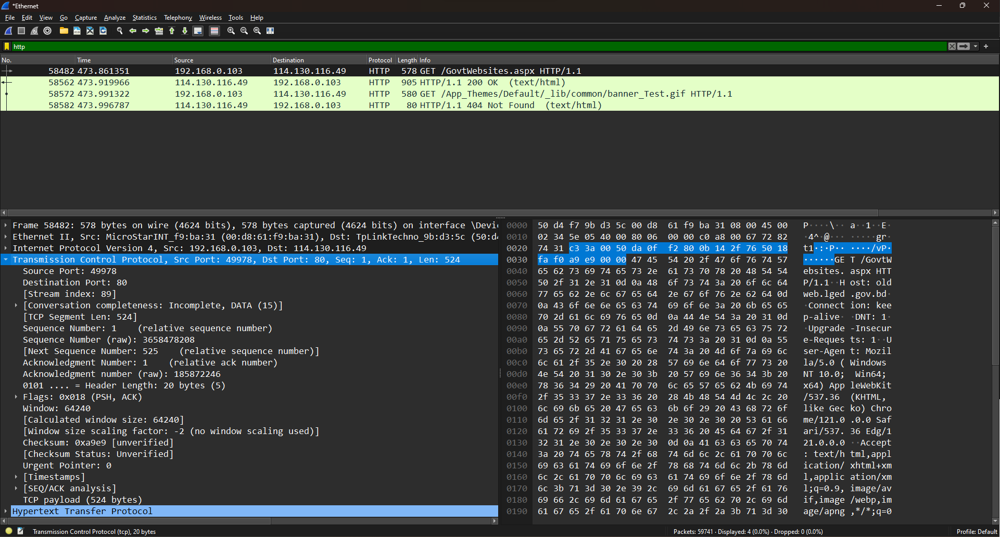 *Ethernet
File Edit View Go Capture Analyze Statistics Telephony Wireless Tools Help
http
No. Time Source Destination Protocol Length Info
58482 473.861351 192.168.0.103 114.130.116.49 HTTP 578 GET /GovtWebsites.aspx HTTP/1.1
58562 473.919966 114.130.116.49 192.168.0.103 HTTP 905 HTTP/1.1 200 OK (text/html)
58572 473.991322 192.168.0.103 114.130.116.49 HTTP 580 GET /App_Themes/Default/_lib/common/banner_Test.gif HTTP/1.1
58582 473.996787 114.130.116.49 192.168.0.103 HTTP 80 HTTP/1.1 404 Not Found (text/html)
Frame 58482: 578 bytes on wire (4624 bits), 578 bytes captured (4624 bits) on interface \Devi
Ethernet II, Src: MicroStarINT_f9:ba:31 (00:d8:61:f9:ba:31), Dst: TpLinkTechno_9b:d3:5c (50:d4
Internet Protocol Version 4, Src: 192.168.0.103, Dst: 114.130.116.49
Transmission Control Protocol, Src Port: 49978, Dst Port: 80, Seq: 1, Ack: 1, Len: 524
Source Port: 49978
Destination Port: 80
[Stream index: 89]
[Conversation completeness: Incomplete, DATA (15)]
[TCP Segment Len: 524]
Sequence Number: 1 (relative sequence number)
Sequence Number (raw): 3658478208
[Next Sequence Number: 525 (relative sequence number)]
Acknowledgment Number: 1 (relative ack number)
Acknowledgment number (raw): 185872246
0101 .... = Header Length: 20 bytes (5)
Flags: 0x018 (PSH, ACK)
Window: 64240
[Calculated window size: 64240]
[Window size scaling factor: -2 (no window scaling used)]
Checksum: 0xa9e9 [unverified]
[Checksum Status: Unverified]
Urgent Pointer: 0
[Timestamps]
[SEQ/ACK analysis]
TCP payload (524 bytes)
Hypertext Transfer Protocol
0000 50 d4 f7 9b d3 5c 00 d8 61 f9 ba 31 08 00 45 00 P····\·· a··1··E·
0010 02 34 5e 05 40 00 80 06 00 00 c0 a8 00 67 72 82 ·4^·@··· ·····gr·
0020 74 31 c3 3a 00 50 da 0f f2 80 0b 14 2f 76 50 18 t1·:·P·· ····/vP·
0030 fa f0 a9 e9 00 00 47 45 54 20 2f 47 6f 76 74 57 ······GE T /GovtW
0040 65 62 73 69 74 65 73 2e 61 73 70 78 20 48 54 54 ebsites. aspx HTT
0050 50 2f 31 2e 31 0d 0a 48 6f 73 74 3a 20 6f 6c 64 P/1.1··H ost: old
0060 77 65 62 2e 6c 67 65 64 2e 67 6f 76 2e 62 64 0d web.lged .gov.bd·
0070 0a 43 6f 6e 6e 65 63 74 69 6f 6e 3a 20 6b 65 65 ·Connect ion: kee
0080 70 2d 61 6c 69 76 65 0d 0a 44 4e 54 3a 20 31 0d p-alive· ·DNT: 1·
0090 0a 55 70 67 72 61 64 65 2d 49 6e 73 65 63 75 72 ·Upgrade -Insecur
00a0 65 2d 52 65 71 75 65 73 74 73 3a 20 31 0d 0a 55 e-Reques ts: 1··U
00b0 73 65 72 2d 41 67 65 6e 74 3a 20 4d 6f 7a 69 6c ser-Agen t: Mozil
00c0 6c 61 2f 35 2e 30 20 28 57 69 6e 64 6f 77 73 20 la/5.0 ( Windows
00d0 4e 54 20 31 30 2e 30 3b 20 57 69 6e 36 34 3b 20 NT 10.0; Win64;
00e0 78 36 34 29 20 41 70 70 6c 65 57 65 62 4b 69 74 x64) App leWebKit
00f0 2f 35 33 37 2e 33 36 20 28 4b 48 54 4d 4c 2c 20 /537.36 (KHTML,
0100 6c 69 6b 65 20 47 65 63 6b 6f 29 20 43 68 72 6f like Gec ko) Chro
0110 6d 65 2f 31 32 31 2e 30 2e 30 2e 30 20 53 61 66 me/121.0 .0.0 Saf
0120 61 72 69 2f 35 33 37 2e 33 36 20 45 64 67 2f 31 ari/537. 36 Edg/1
0130 32 31 2e 30 2e 30 2e 30 0d 0a 41 63 63 65 70 74 21.0.0.0 ··Accept
0140 3a 20 74 65 78 74 2f 68 74 6d 6c 2c 61 70 70 6c : text/h tml,appl
0150 69 63 61 74 69 6f 6e 2f 78 68 74 6d 6c 2b 78 6d ication/ xhtml+xm
0160 6c 2c 61 70 70 6c 69 63 61 74 69 6f 6e 2f 78 6d l,applic ation/xm
0170 6c 3b 71 3d 30 2e 39 2c 69 6d 61 67 65 2f 61 76 l;q=0.9, image/av
0180 69 66 2c 69 6d 61 67 65 2f 77 65 62 70 2c 69 6d if,image /webp,im
0190 61 67 65 2f 61 70 6e 67 2c 2a 2f 2a 3b 71 3d 30 age/apng ,*/*;q=0
Transmission Control Protocol (tcp), 20 bytes
Packets: 59741 · Displayed: 4 (0.0%) · Dropped: 0 (0.0%)
Profile: Default